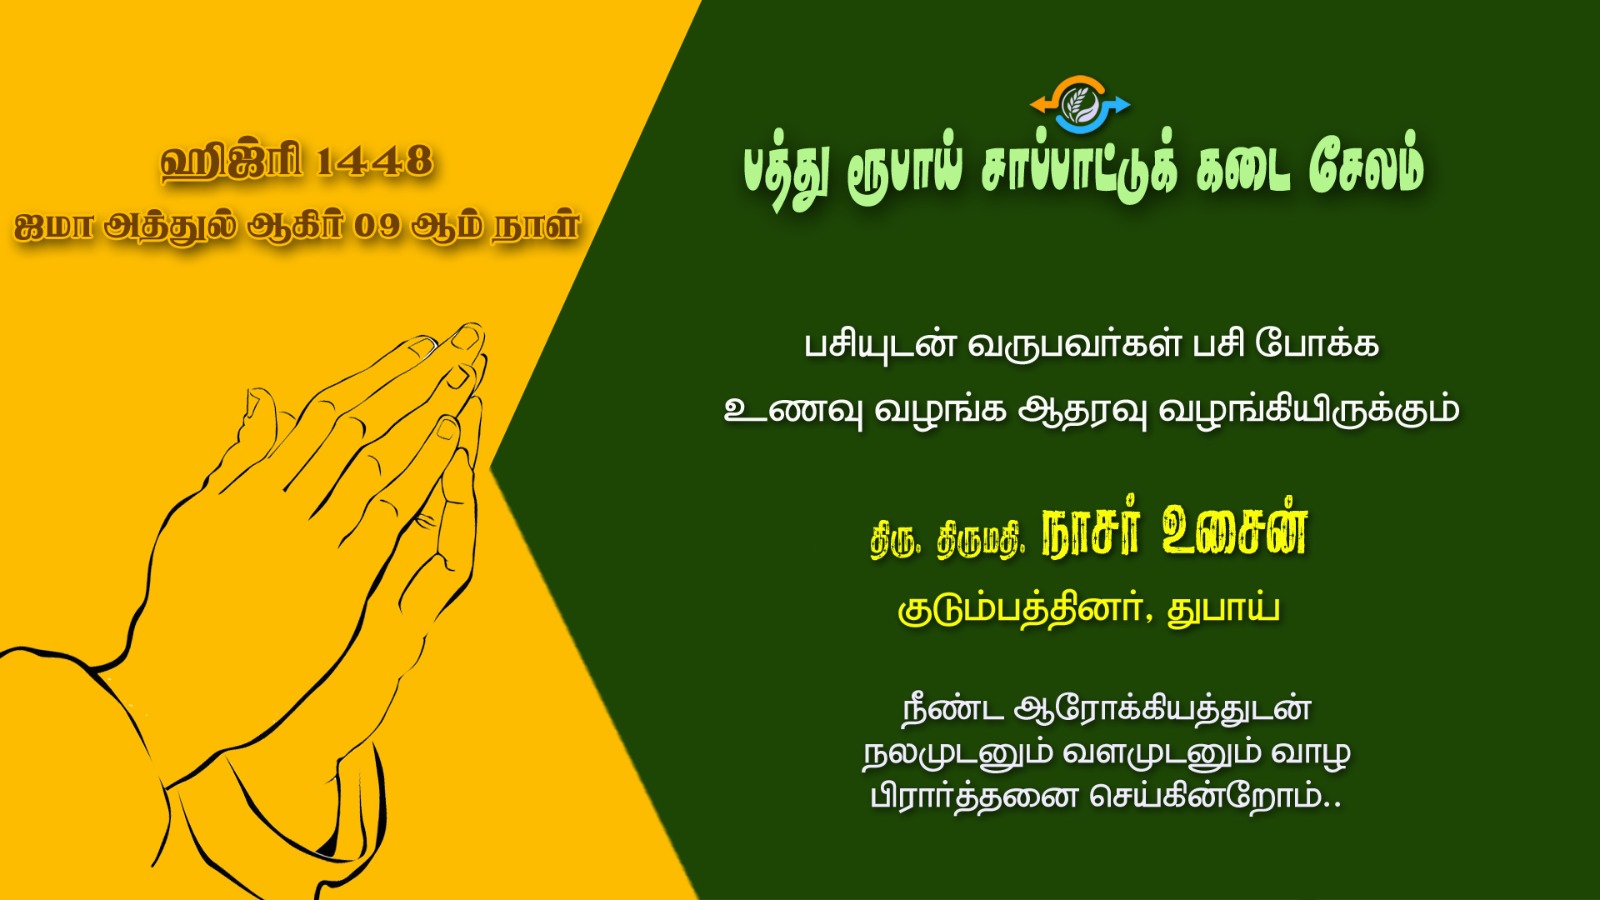 ஹிஜ்ரி 1448
ஜமா அத்துல் ஆகிர் 09 ஆம் நாள்
பத்து ரூபாய் சாப்பாட்டுக் கடை சேலம்
பசியுடன் வருபவர்கள் பசி போக்க
உணவு வழங்க ஆதரவு வழங்கியிருக்கும்
திரு. திருமதி. நாசர் உசைன்
குடும்பத்தினர், துபாய்
நீண்ட ஆரோக்கியத்துடன்
நலமுடனும் வளமுடனும் வாழ
பிரார்த்தனை செய்கின்றோம்..